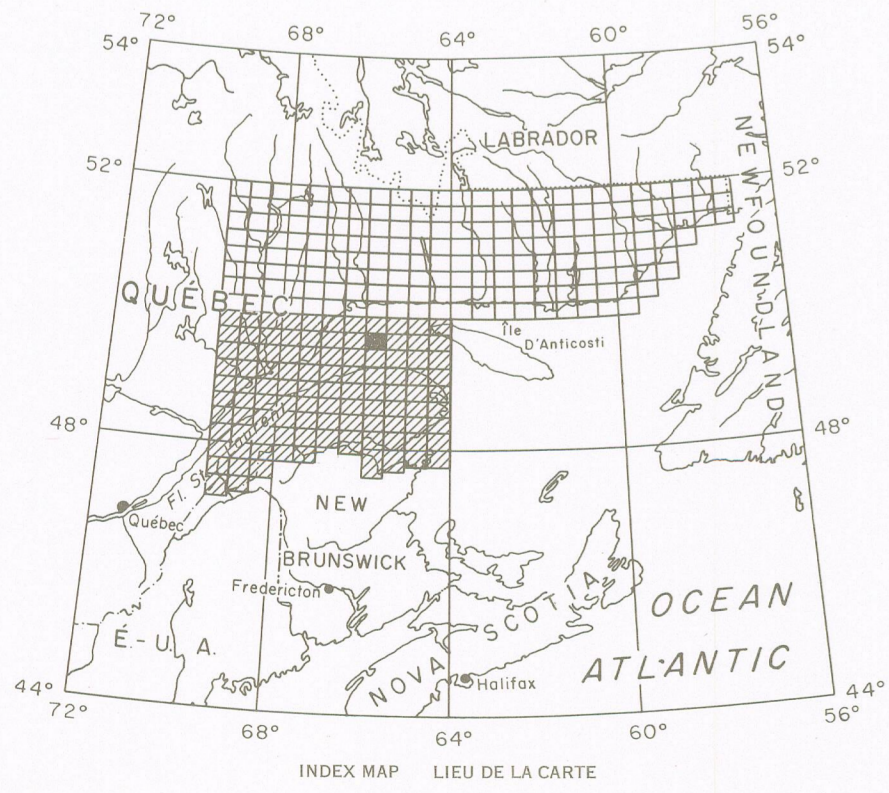 72°
68°
64°
60°
56°
54°
54°
LABRADOR
52°
52°
NEWFOUNDLAND
QUÉBEC
Île
D'Anticosti
48°
48°
Fl. St-Laurent
Québec
NEW
BRUNSWICK
Fredericton
NOVA SCOTIA
OCEAN
ATLANTIC
É.-U. A.
Halifax
44°
44°
72°
68°
64°
60°
56°
INDEX MAP LIEU DE LA CARTE